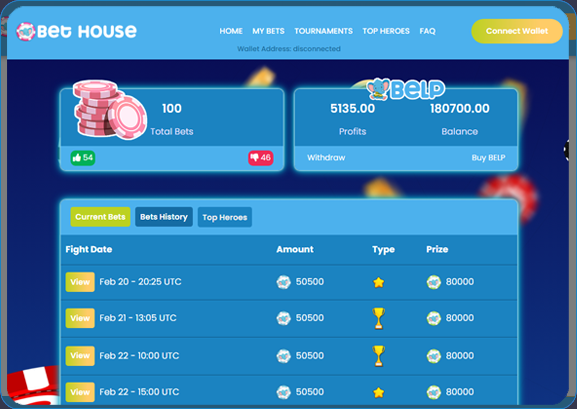 Bet House
HOME MY BETS TOURNAMENTS TOP HEROES FAQ
Connect Wallet
Wallet Address: disconnected
100
Total Bets
54 46
BELP
5135.00 180700.00
Profits Balance
Withdraw Buy BELP
Current Bets Bets History Top Heroes
Fight Date Amount Type Prize
View Feb 20 - 20:25 UTC 50500 80000
View Feb 21 - 13:05 UTC 50500 80000
View Feb 22 - 10:00 UTC 50500 80000
View Feb 22 - 15:00 UTC 50500 80000